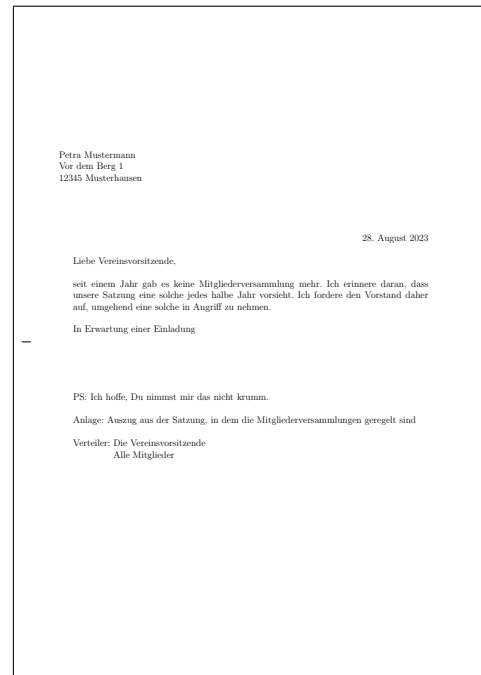 Petra Mustermann
Vor dem Berg 1
12345 Musterhausen
28. August 2023
Liebe Vereinsvorsitzende,
seit einem Jahr gab es keine Mitgliederversammlung mehr. Ich erinnere daran, dass
unsere Satzung eine solche jedes halbe Jahr vorsieht. Ich fordere den Vorstand daher
auf, umgehend eine solche in Angriff zu nehmen.
In Erwartung einer Einladung
PS: Ich hoffe, Du nimmst mir das nicht krumm.
Anlage: Auszug aus der Satzung, in dem die Mitgliederversammlungen geregelt sind
Verteiler: Die Vereinsvorsitzende
Alle Mitglieder